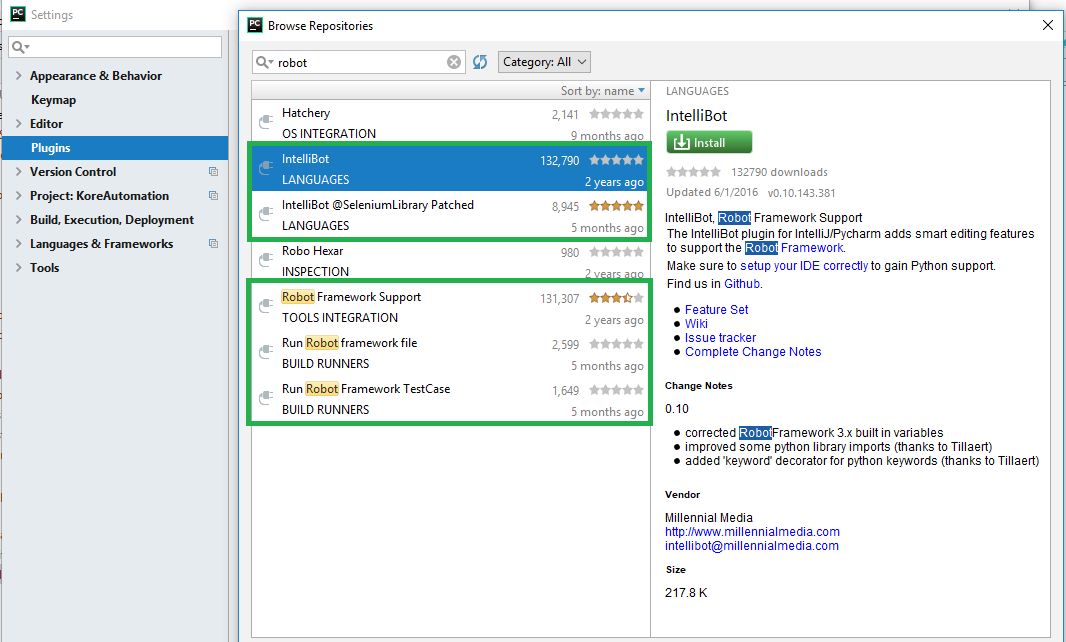 PC Settings
Appearance & Behavior
Keymap
Editor
Plugins
Version Control
Project: KoreAutomation
Build, Execution, Deployment
Languages & Frameworks
Tools
PC Browse Repositories
robot
Category: All
Sort by: name
Hatchery 2,141
OS INTEGRATION 9 months ago
IntelliBot 132,790
LANGUAGES 2 years ago
IntelliBot @SeleniumLibrary Patched 8,945
LANGUAGES 5 months ago
Robo Hexar 980
INSPECTION 2 years ago
Robot Framework Support 131,307
TOOLS INTEGRATION 2 years ago
Run Robot framework file 2,599
BUILD RUNNERS 5 months ago
Run Robot Framework TestCase 1,649
BUILD RUNNERS 5 months ago
LANGUAGES
IntelliBot
Install
132790 downloads
Updated 6/1/2016 v0.10.143.381
IntelliBot, Robot Framework Support
The IntelliBot plugin for IntelliJ/Pycharm adds smart editing features
to support the Robot Framework.
Make sure to setup your IDE correctly to gain Python support.
Find us in Github.
Feature Set
Wiki
Issue tracker
Complete Change Notes
Change Notes
0.10
corrected RobotFramework 3.x built in variables
improved some python library imports (thanks to Tillaert)
added 'keyword' decorator for python keywords (thanks to Tillaert)
Vendor
Millennial Media
http://www.millennialmedia.com
intellibot@millennialmedia.com
Size
217.8 K